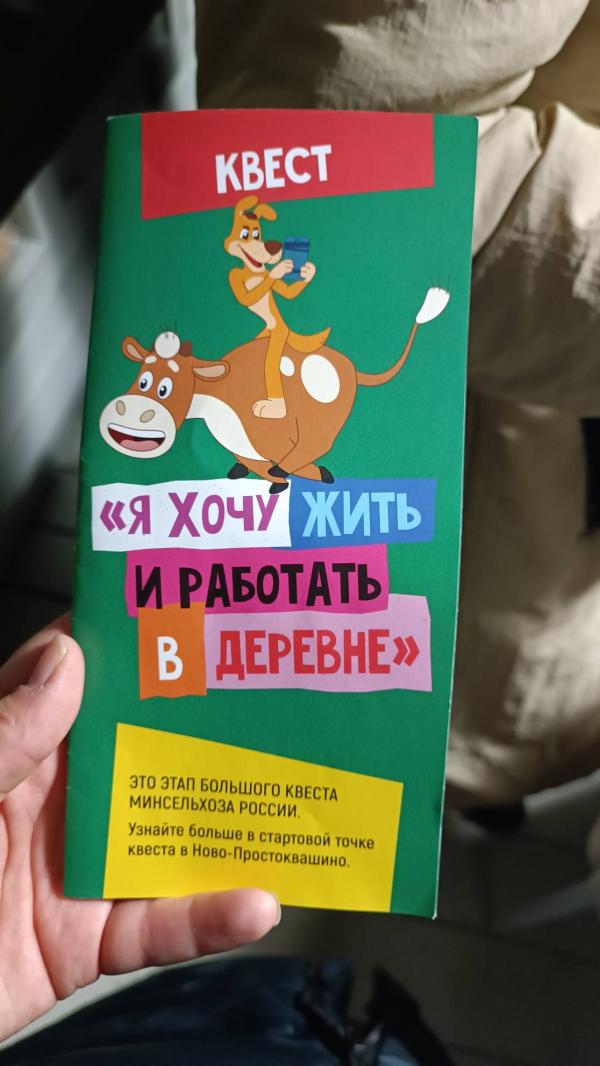 КВЕСТ
«Я ХОЧУ ЖИТЬ
И РАБОТАТЬ
В ДЕРЕВНЕ»
ЭТО ЭТАП БОЛЬШОГО КВЕСТА
МИНСЕЛЬХОЗА РОССИИ.
Узнайте больше в стартовой точке
квеста в Ново-Простоквашино.